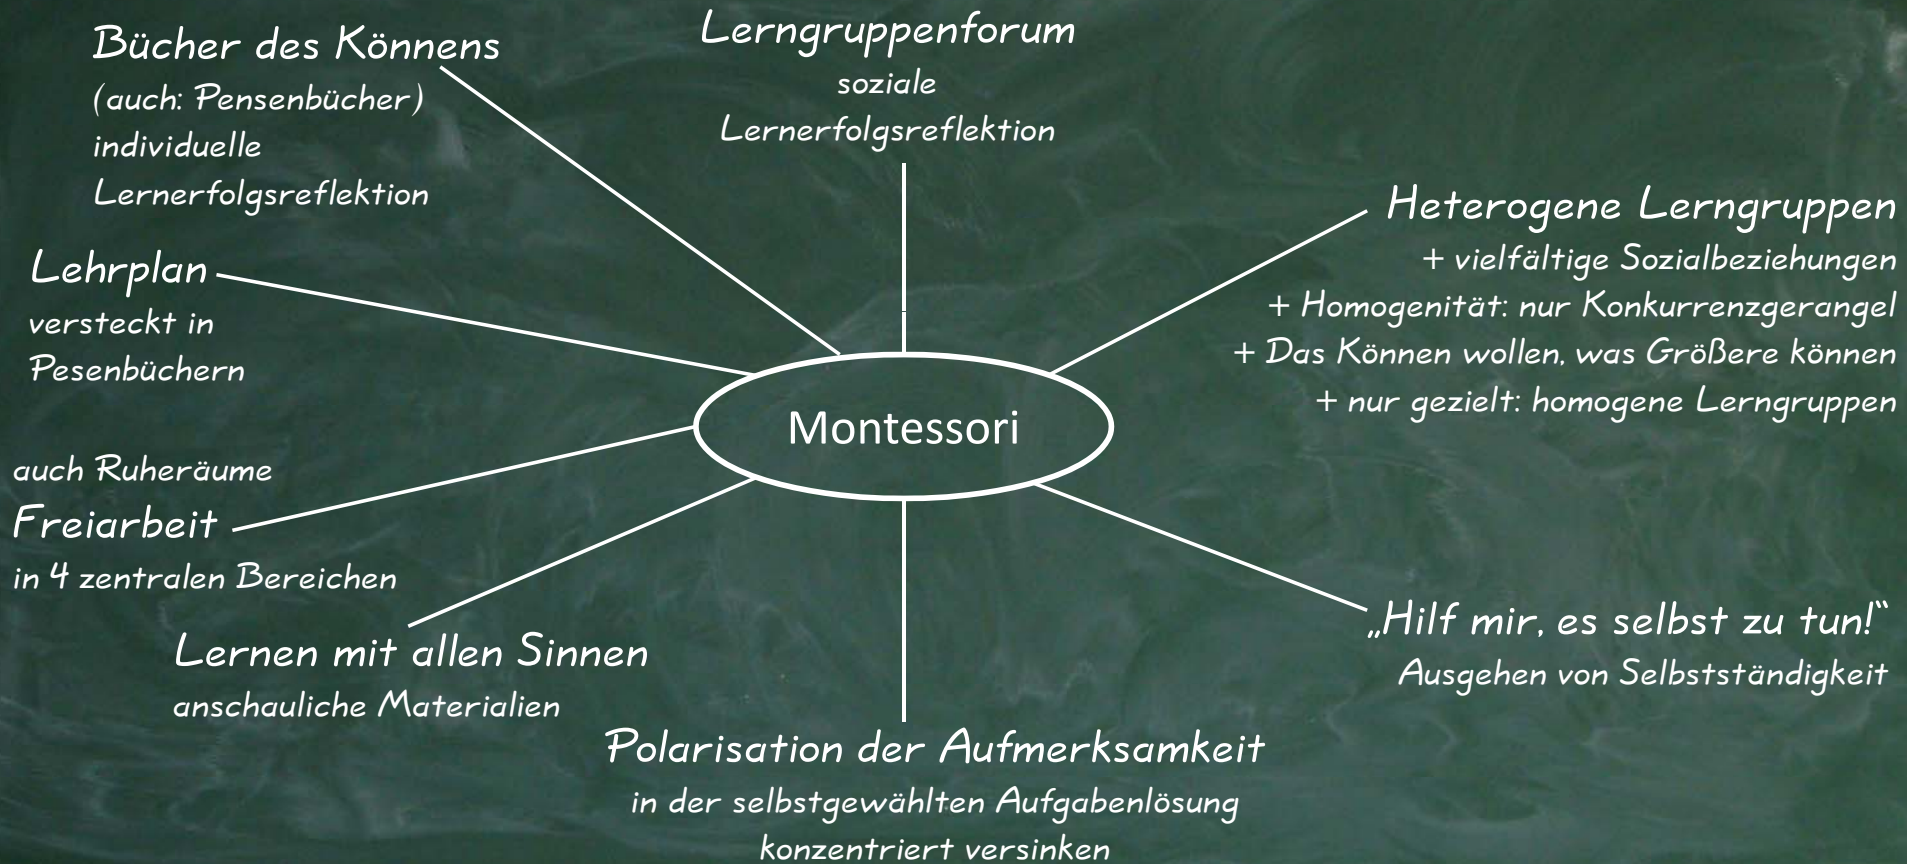 Bücher des Könnens
(auch: Pensenbücher)
individuelle
Lernerfolgsreflektion
Lerngruppenforum
soziale
Lernerfolgsreflektion
Heterogene Lerngruppen
+ vielfältige Sozialbeziehungen
+ Homogenität: nur Konkurrenzgerangel
+ Das Können wollen, was Größere können
+ nur gezielt: homogene Lerngruppen
Lehrplan
versteckt in
Pesenbüchern
Montessori
auch Ruheräume
Freiarbeit
in 4 zentralen Bereichen
Lernen mit allen Sinnen
anschauliche Materialien
Polarisation der Aufmerksamkeit
in der selbstgewählten Aufgabenlösung
konzentriert versinken
„Hilf mir, es selbst zu tun!“
Ausgehen von Selbstständigkeit